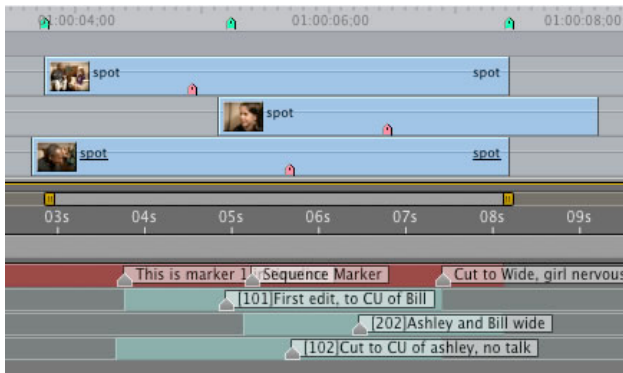 01:00:04;00 01:00:06;00 01:00:08;00
spot spot
spot
spot spot
03s 04s 05s 06s 07s 08s 09s
This is marker 1 Sequence Marker Cut to Wide, girl nervous
[101]First edit, to CU of Bill
[202]Ashley and Bill wide
[102]Cut to CU of ashley, no talk